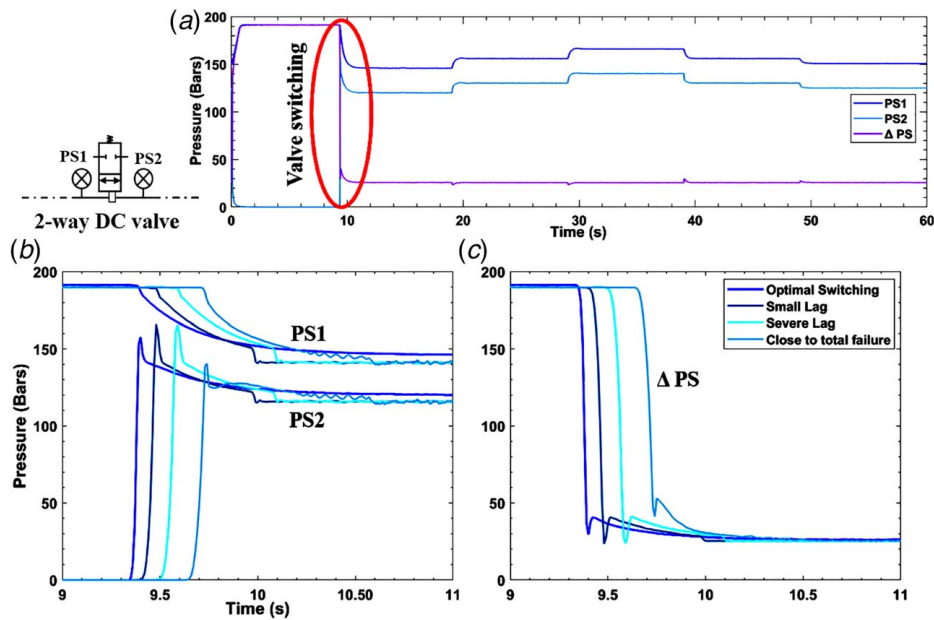 (a)
200
150
100
50
0
Pressure (Bars)
Valve switching
PS1
PS2
Δ PS
0
10
20
30
40
50
60
Time (s)
PS1
PS2
2-way DC valve
(b)
200
150
100
50
0
Pressure (Bars)
PS1
PS2
9
9.5
10
10.50
11
Time (s)
(c)
200
150
100
50
0
Optimal Switching
Small Lag
Severe Lag
Close to total failure
Δ PS
9
9.5
10
10.50
11
Time (s)